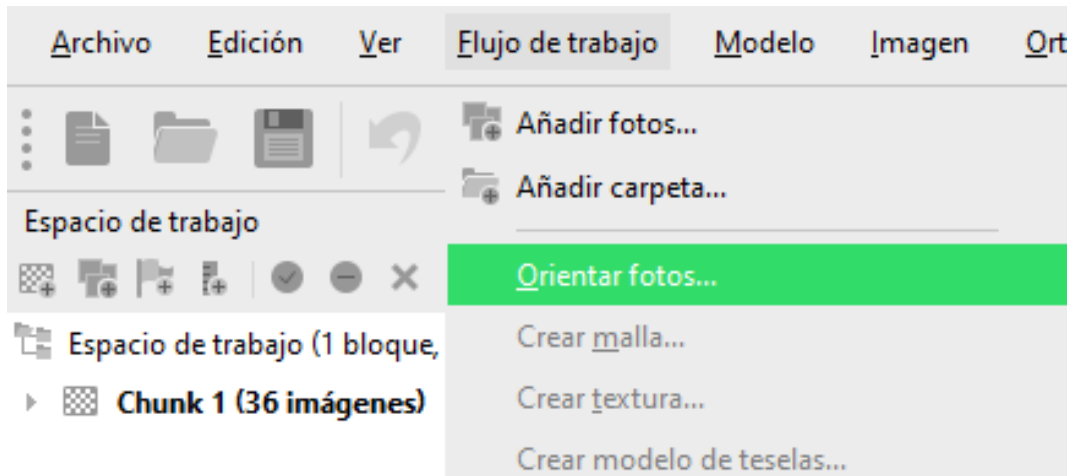 Archivo Edición Ver Flujo de trabajo Modelo Imagen Ort
Añadir fotos...
Añadir carpeta...
Espacio de trabajo
Orientar fotos...
Espacio de trabajo (1 bloque,
Crear malla...
Chunk 1 (36 imágenes)
Crear textura...
Crear modelo de teselas...